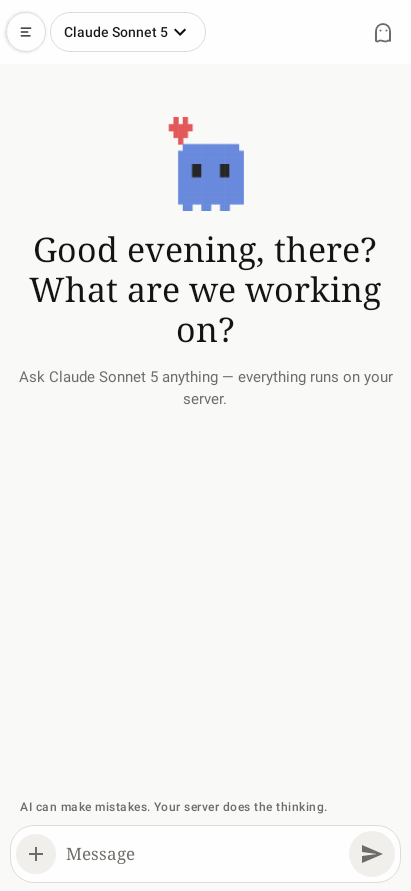 Claude Sonnet 5
Good evening, there?
What are we working
on?
Ask Claude Sonnet 5 anything — everything runs on your
server.
AI can make mistakes. Your server does the thinking.
Message